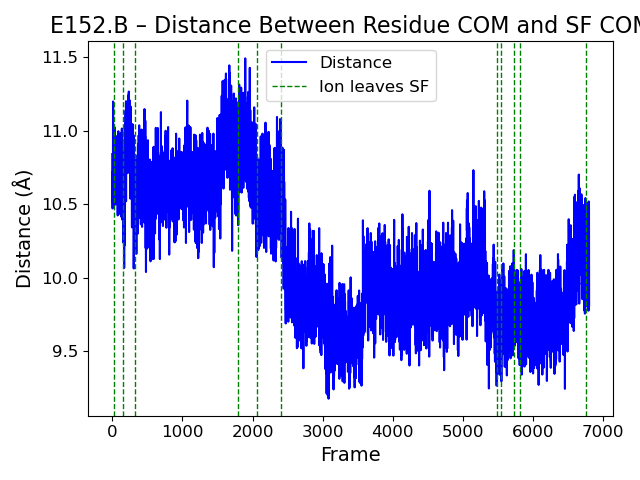 E152.B – Distance Between Residue COM and SF COM
11.5
11.0
10.5
10.0
9.5
Distance (Å)
Distance
Ion leaves SF
0 1000 2000 3000 4000 5000 6000 7000
Frame